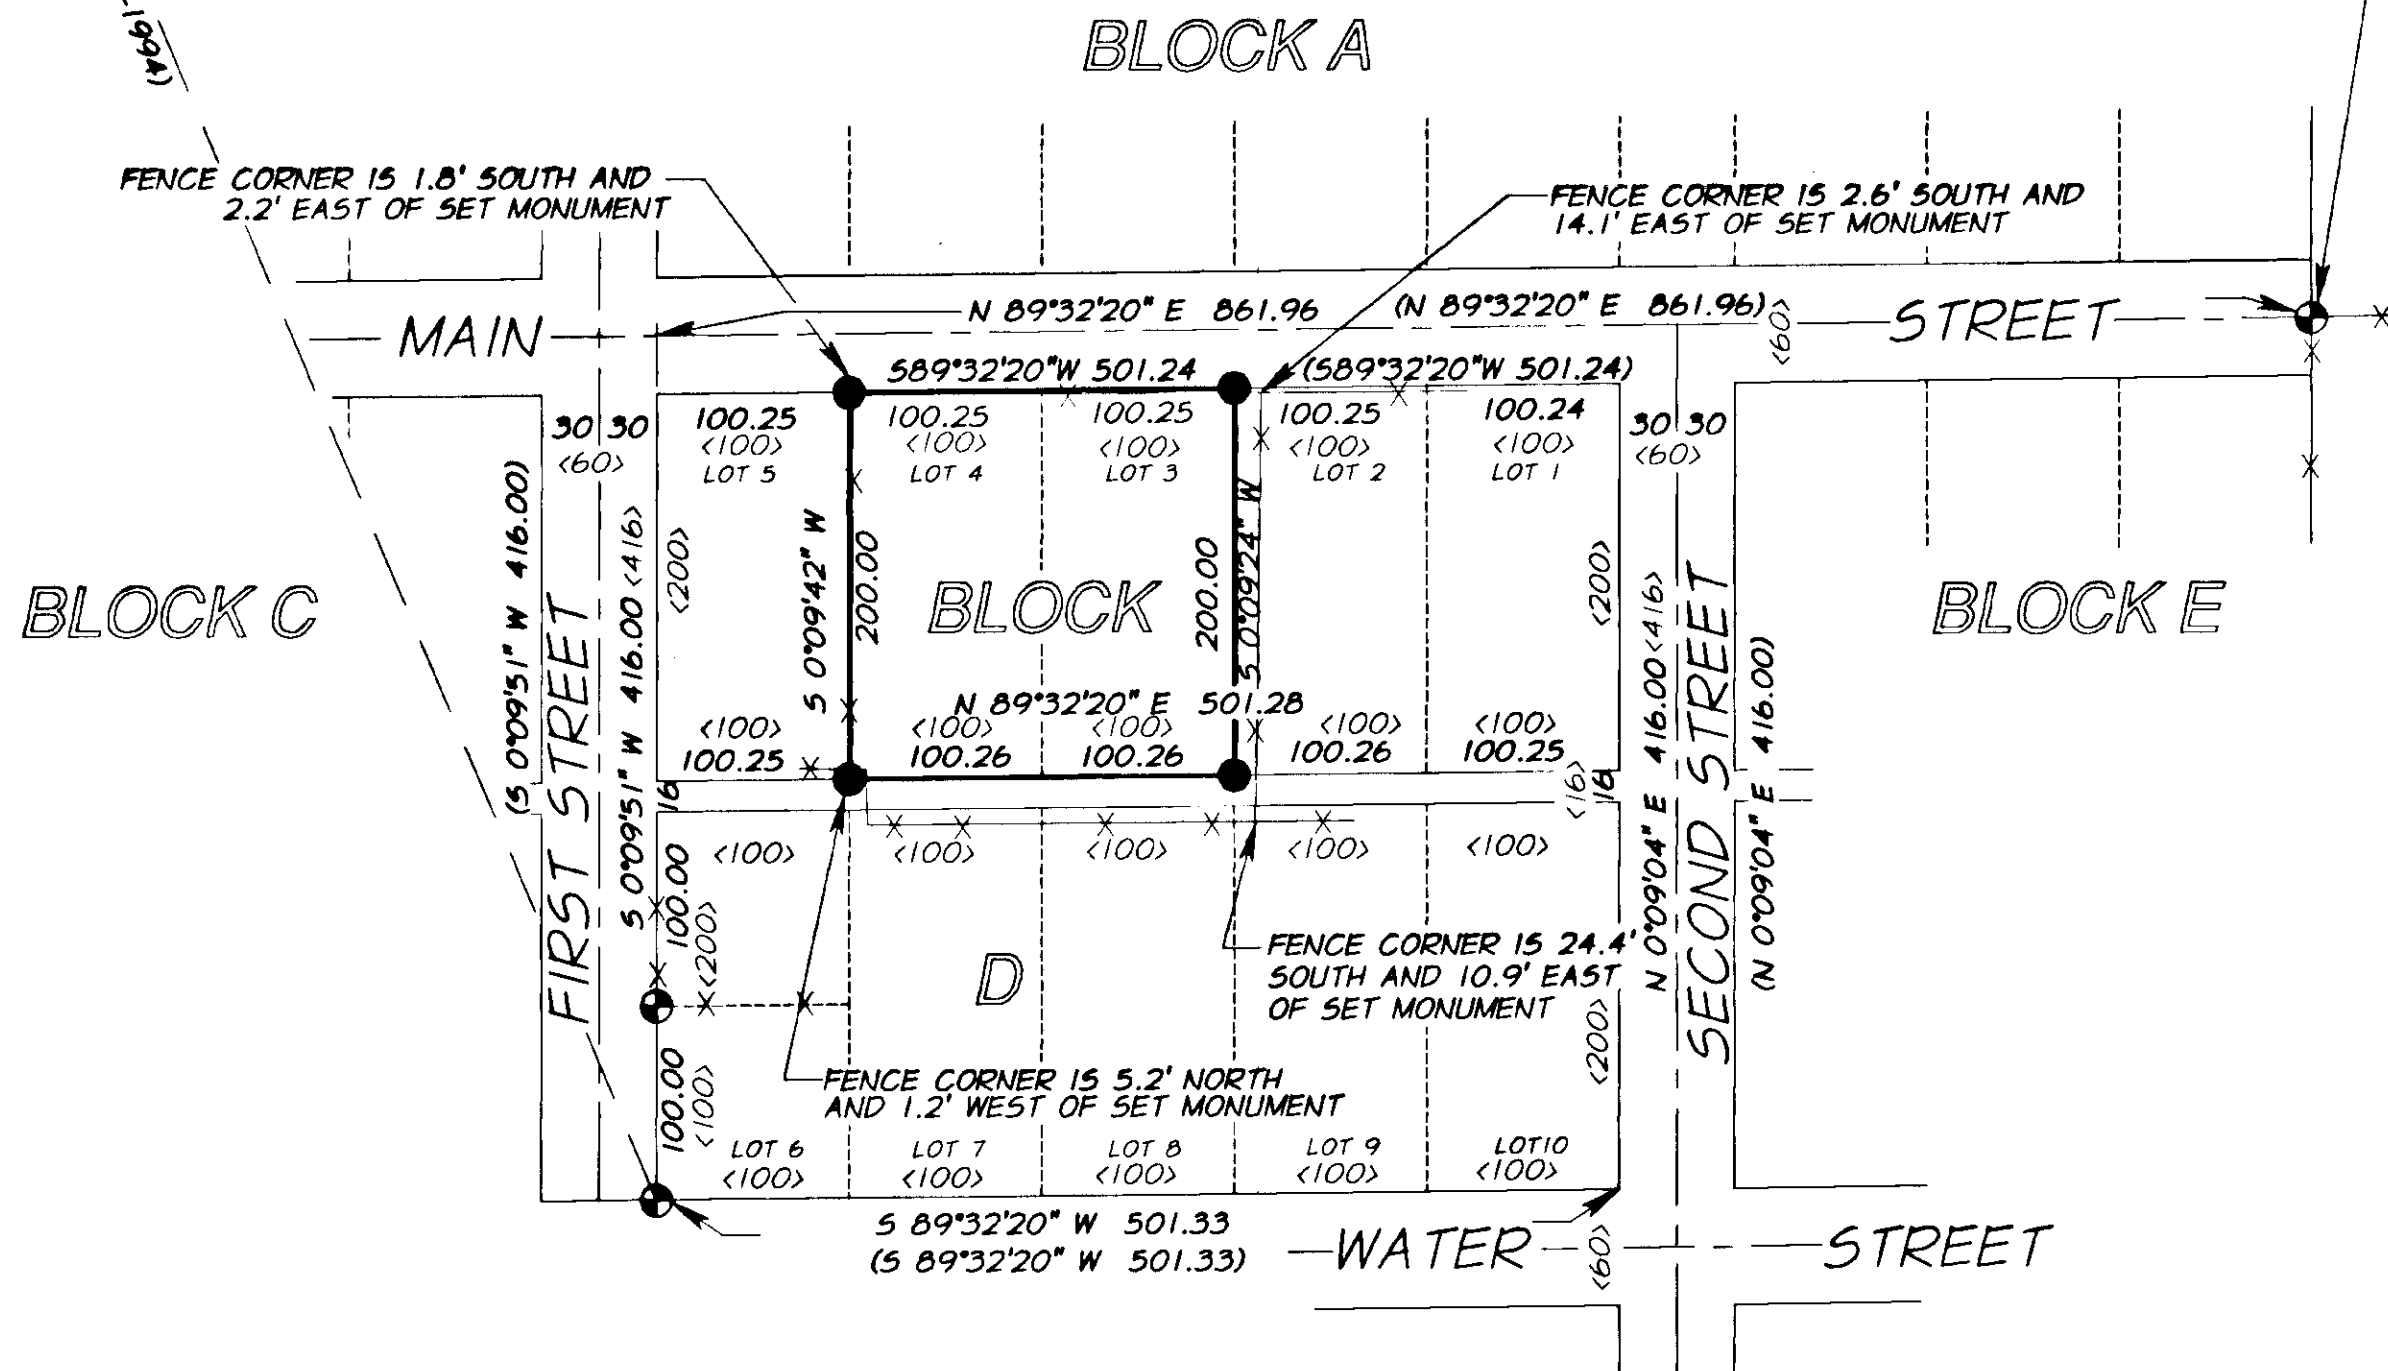 1994)
BLOCK A
FENCE CORNER IS 1.8' SOUTH AND
2.2' EAST OF SET MONUMENT
FENCE CORNER IS 2.6' SOUTH AND
14.1' EAST OF SET MONUMENT
N 89°32'20" E 861.96
(N 89°32'20" E 861.96)
<60>
MAIN
STREET
S89°32'20"W 501.24
(S89°32'20"W 501.24)
30 30
<60>
100.25
<100>
LOT 5
100.25
<100>
LOT 4
100.25
<100>
LOT 3
100.25
<100>
LOT 2
100.24
<100>
LOT 1
30 30
<60>
(S 0°09'51" W 416.00)
FIRST STREET
S 0°09'51" W 416.00 <416>
<200>
S 0°09'42" W
200.00
200.00
S 0°09'24" W
<200>
N 0°09'04" E 416.00 <416>
SECOND STREET
(N 0°09'04" E 416.00)
BLOCK C
BLOCK
BLOCK E
N 89°32'20" E 501.28
<100>
100.25
<100>
100.26
<100>
100.26
<100>
100.26
<100>
100.25
16
<16>
16
<100>
<100>
<100>
<100>
<100>
100.00
<200>
D
FENCE CORNER IS 24.4'
SOUTH AND 10.9' EAST
OF SET MONUMENT
<200>
FENCE CORNER IS 5.2' NORTH
AND 1.2' WEST OF SET MONUMENT
100.00
<100>
LOT 6
<100>
LOT 7
<100>
LOT 8
<100>
LOT 9
<100>
LOT10
<100>
S 89°32'20" W 501.33
(S 89°32'20" W 501.33)
WATER
<60>
STREET